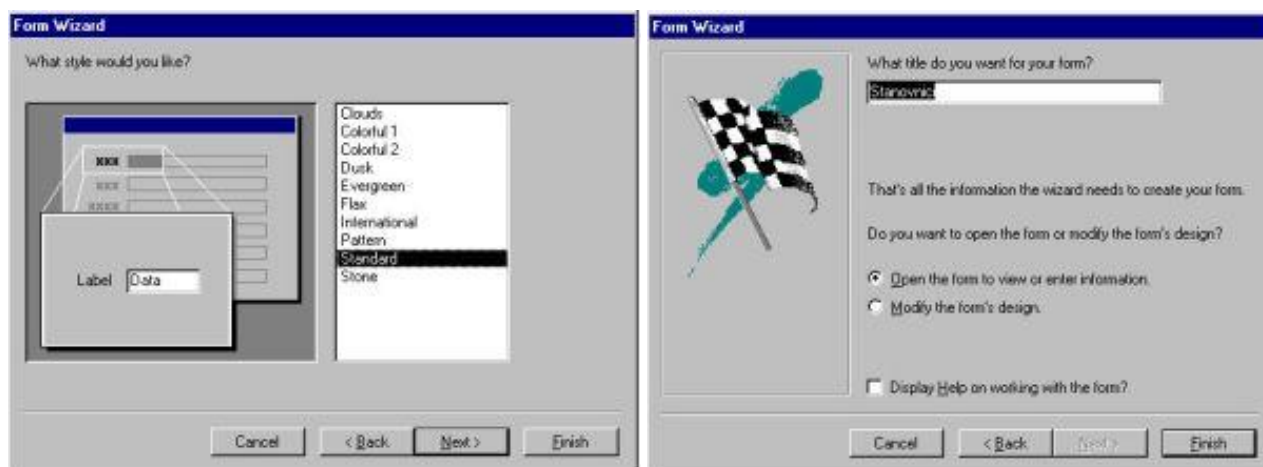 Form Wizard
What style would you like?
xxx
xxx
xxxx
Label Data
Clouds
Colorful 1
Colorful 2
Dusk
Evergreen
Flax
International
Pattern
Standard
Stone
Cancel < Back Next > Finish
Form Wizard
What title do you want for your form?
Stanovnic
That's all the information the wizard needs to create your form.
Do you want to open the form or modify the form's design?
Open the form to view or enter information.
Modify the form's design.
Display Help on working with the form?
Cancel < Back Next > Finish